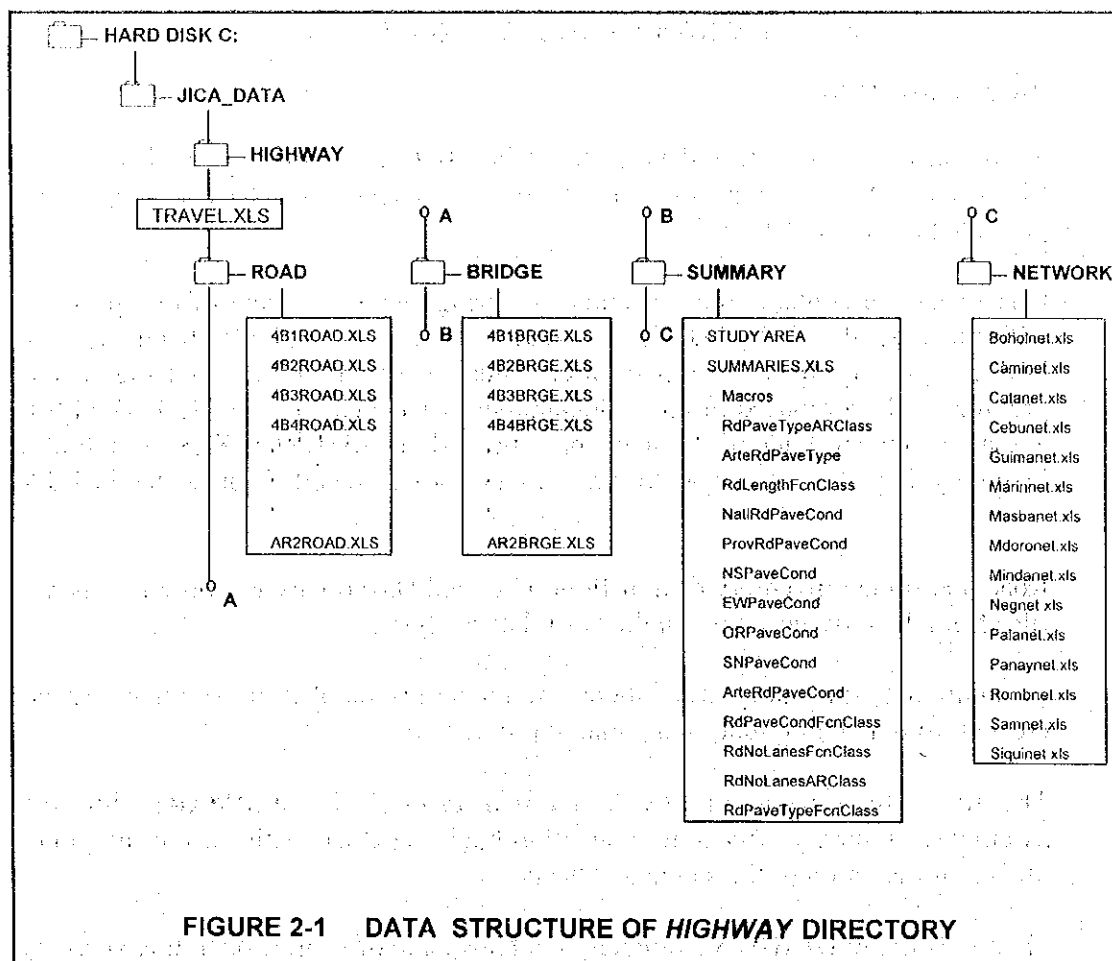 HARD DISK C:
JICA_DATA
HIGHWAY
TRAVEL.XLS
ROAD
4B1ROAD.XLS
4B2ROAD.XLS
4B3ROAD.XLS
4B4ROAD.XLS
.
.
.
AR2ROAD.XLS
A
A
BRIDGE
B
4B1BRGE.XLS
4B2BRGE.XLS
4B3BRGE.XLS
4B4BRGE.XLS
.
.
.
AR2BRGE.XLS
B
SUMMARY
C
STUDY AREA
SUMMARIES.XLS
Macros
RdPaveTypeARClass
ArteRdPaveType
RdLengthFcnClass
NatlRdPaveCond
ProvRdPaveCond
NSPaveCond
EWPaveCond
ORPaveCond
SNPaveCond
ArteRdPaveCond
RdPaveCondFcnClass
RdNoLanesFcnClass
RdNoLanesARClass
RdPaveTypeFcnClass
C
NETWORK
Boholnet.xls
Caminet.xls
Catanet.xls
Cebunet.xls
Guimanet.xls
Marinnet.xls
Masbanet.xls
Mdoronet.xls
Mindanet.xls
Negnet.xls
Palanet.xls
Panaynet.xls
Rombnet.xls
Samnet.xls
Siquinet.xls
FIGURE 2-1 DATA STRUCTURE OF HIGHWAY DIRECTORY